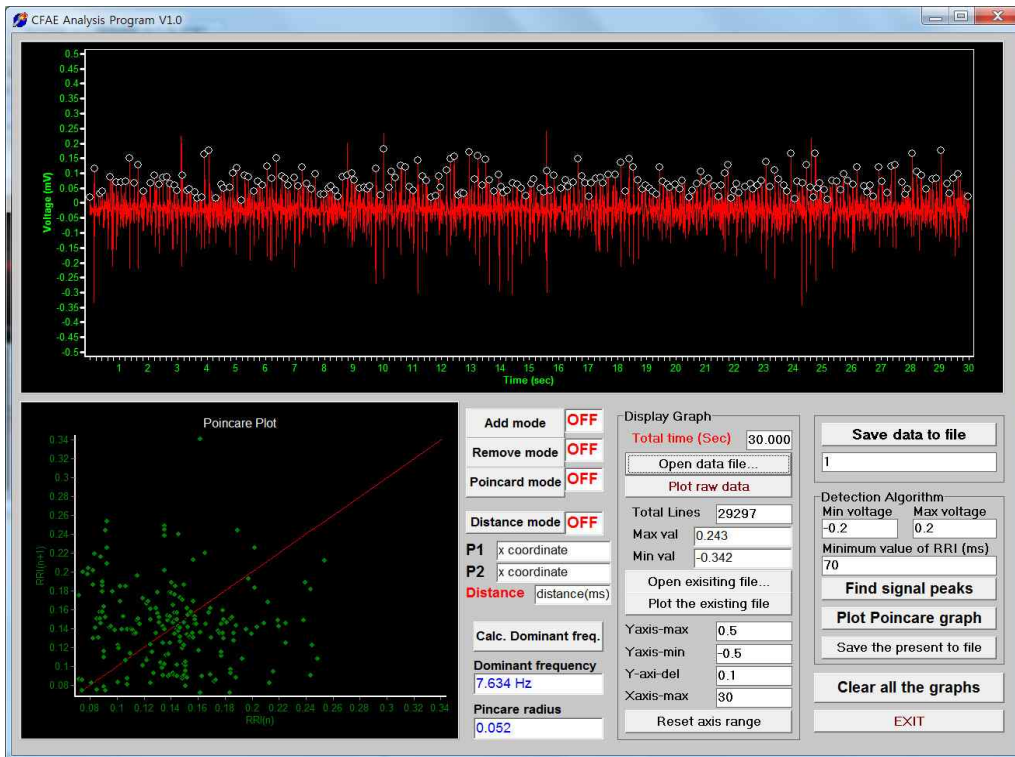 CFAE Analysis Program V1.0
0.5
0.45
0.4
0.35
0.3
0.25
0.2
0.15
0.1
0.06
0
-0.05
-0.1
-0.15
-0.2
-0.25
-0.3
-0.35
-0.4
-0.45
-0.5
Voltage (mV)
1 2 3 4 5 6 7 8 9 10 11 12 13 14 15 16 17 18 19 20 21 22 23 24 25 26 27 28 29 30
Time (sec)
Poincare Plot
0.34
0.32
0.3
0.28
0.26
0.24
0.22
0.2
0.18
0.16
0.14
0.12
0.1
0.08
RRI(n+1)
0.06 0.1 0.12 0.14 0.16 0.18 0.2 0.22 0.24 0.26 0.28 0.3 0.32 0.34
RRI(n)
Add mode OFF
Remove mode OFF
Poincard mode OFF
Distance mode OFF
P1 x coordinate
P2 x coordinate
Distance distance(ms)
Calc. Dominant freq.
Dominant frequency
7.634 Hz
Pincare radius
0.052
Display Graph
Total time (Sec) 30.000
Open data file...
Plot raw data
Total Lines 29297
Max val 0.243
Min val -0.342
Open exisiting file...
Plot the existing file
Yaxis-max 0.5
Yaxis-min -0.5
Y-axi-del 0.1
Xaxis-max 30
Reset axis range
Save data to file
1
Detection Algorithm
Min voltage Max voltage
-0.2 0.2
Minimum value of RRI (ms)
70
Find signal peaks
Plot Poincare graph
Save the present to file
Clear all the graphs
EXIT